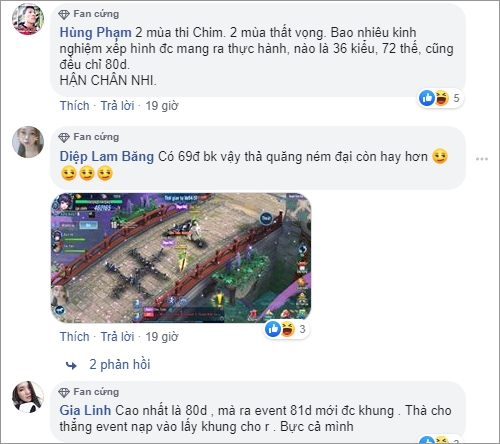 Fan cứng
Hùng Phạm 2 mùa thi Chim. 2 mùa thất vọng. Bao nhiêu kinh
nghiệm xếp hình đc mang ra thực hành, nào là 36 kiểu, 72 thế, cũng
đều chỉ 80d.
HẬN CHÂN NHI.
Thích · Trả lời · 19 giờ
5
Fan cứng
Diệp Lam Băng Có 69đ bk vậy thả quăng ném đại còn hay hơn
Thích · Trả lời · 19 giờ
3
2 phản hồi
Fan cứng
Gia Linh Cao nhất là 80d , mà ra event 81d mới đc khung . Thà cho
thằng event nạp vào lấy khung cho r . Bực cả mình